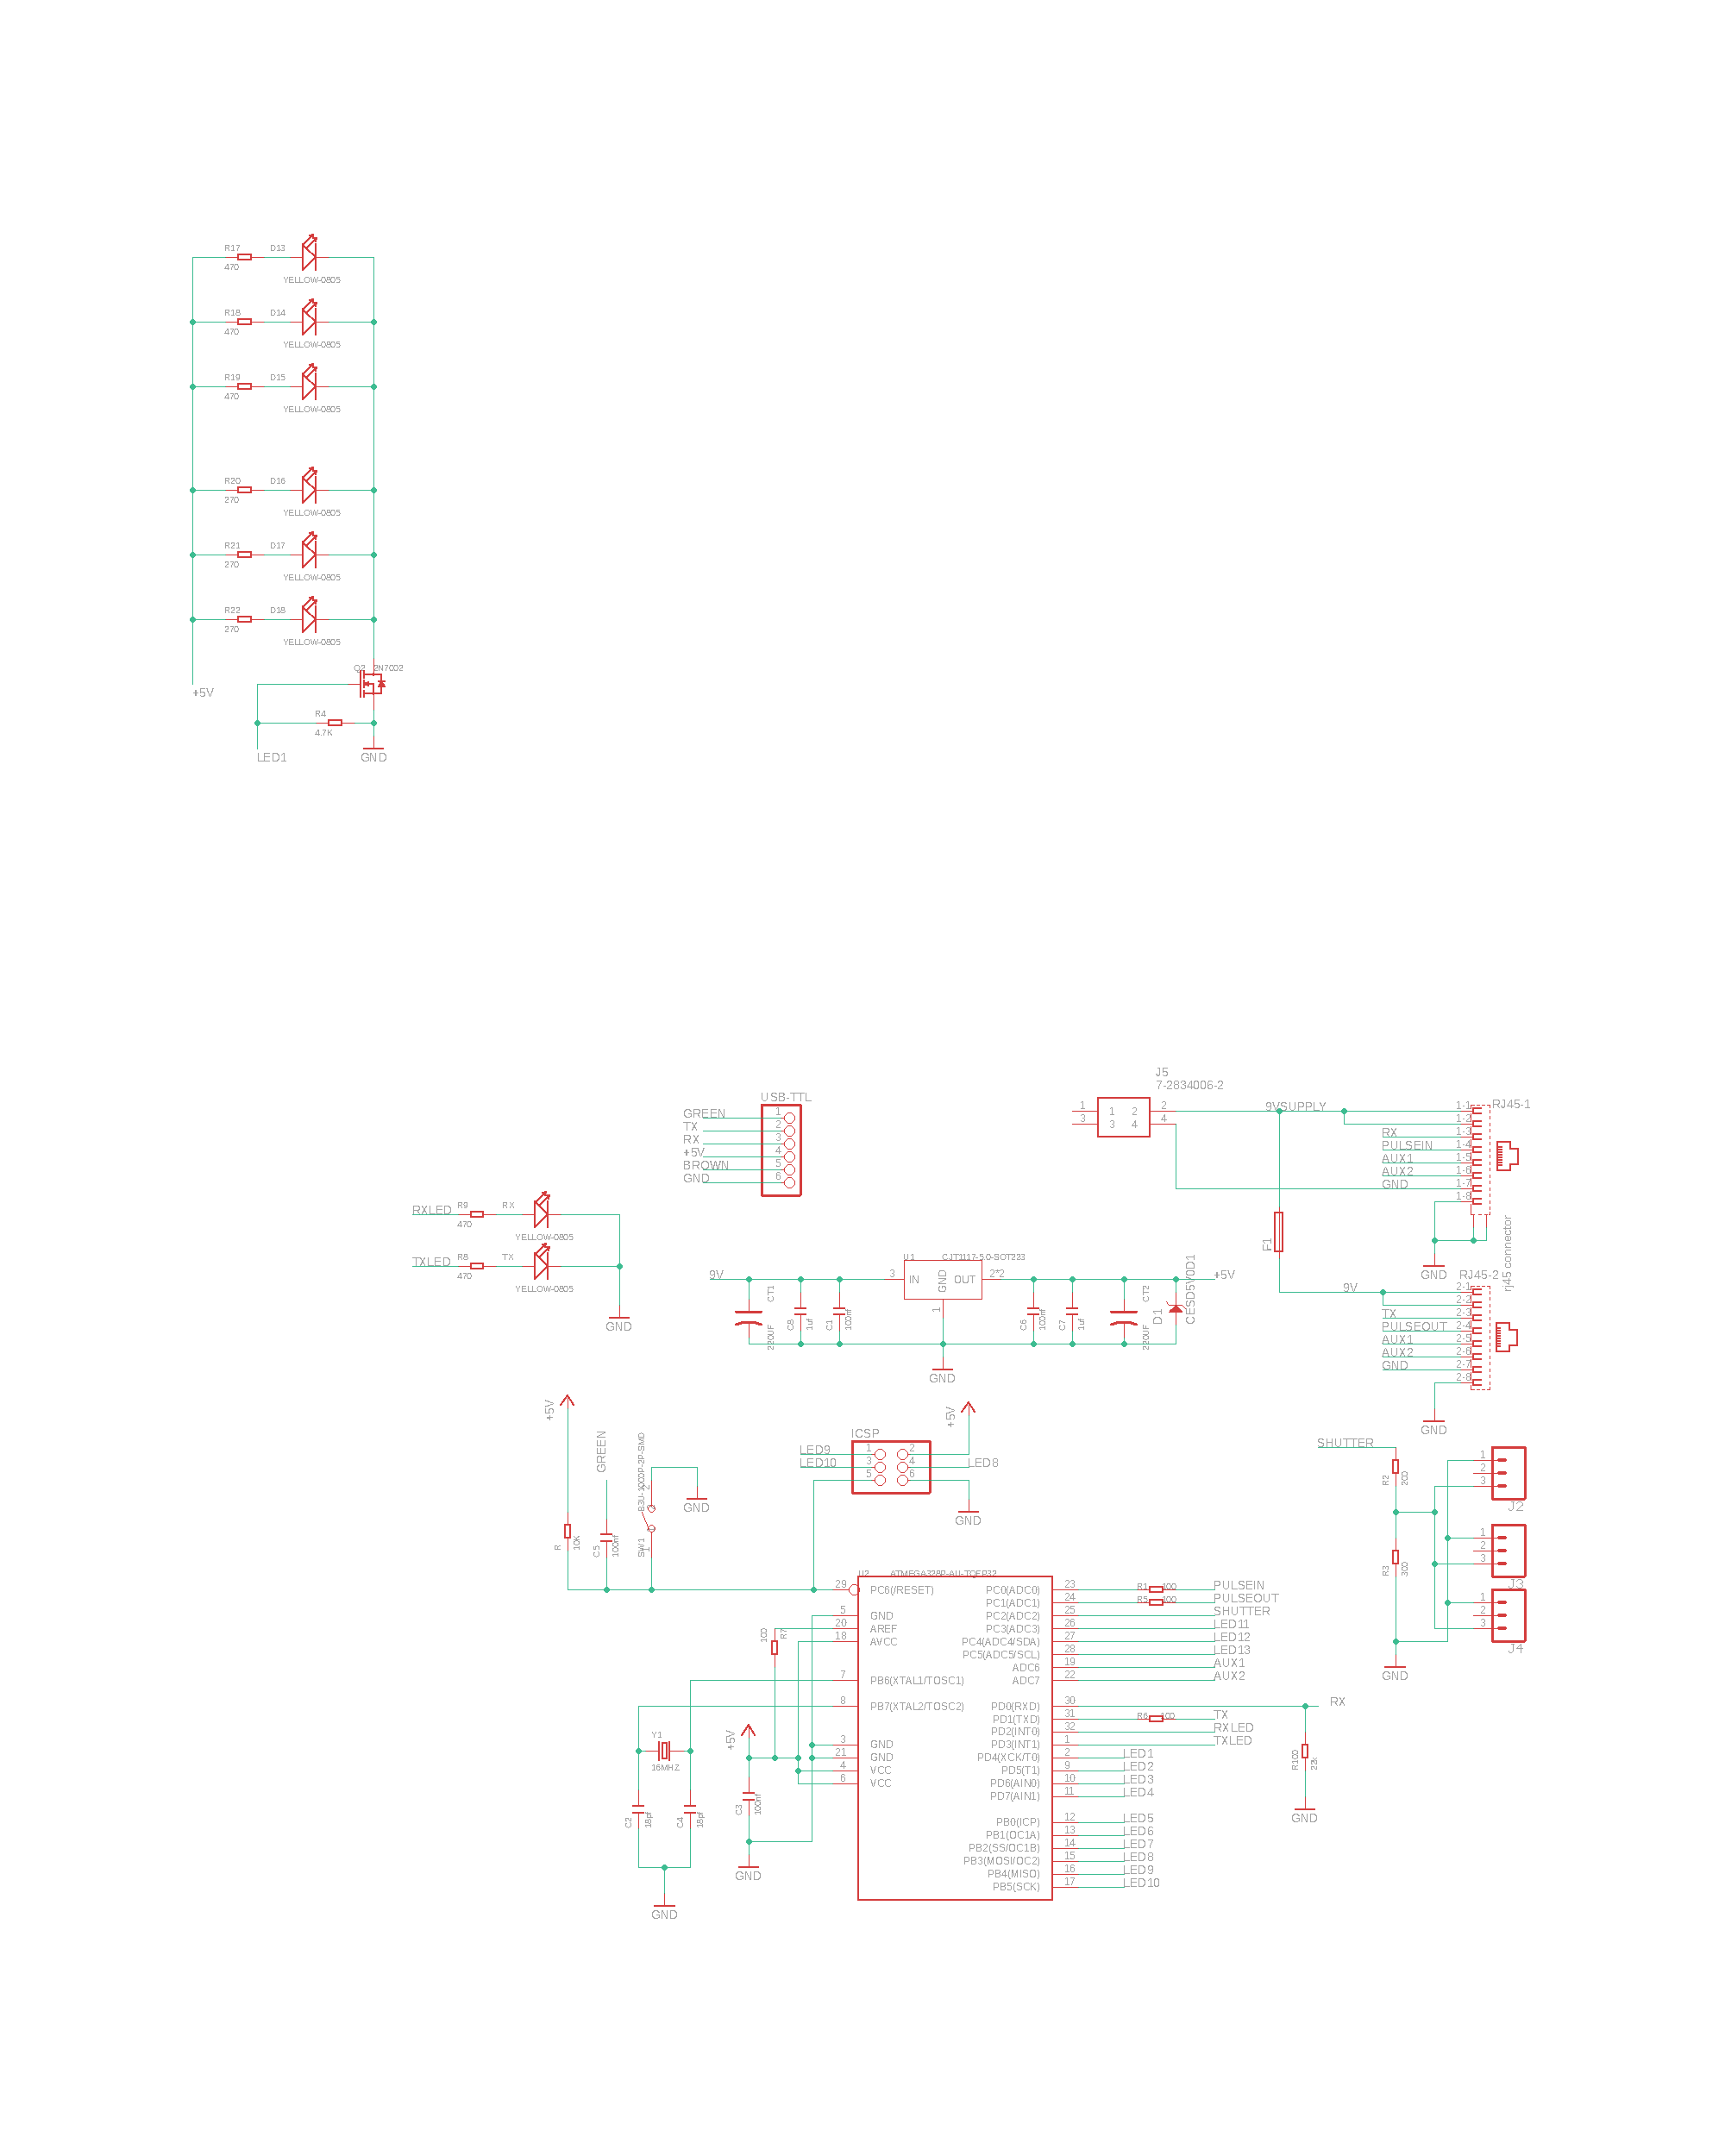 R17 D13
470 YELLOW-0805
R18 D14
470 YELLOW-0805
R19 D15
470 YELLOW-0805
R20 D16
270 YELLOW-0805
R21 D17
270 YELLOW-0805
R22 D18
270 YELLOW-0805
Q2 2N7002
+5V
R4
4.7K
LED1 GND
J5
7-2834006-2
1 1 2 2
3 3 4 4
9VSUPPLY
USB-TTL
GREEN 1
TX 2
RX 3
+5V 4
BROWN 5
GND 6
RJ45-1
1-1
1-2
RX 1-3
PULSEIN 1-4
AUX1 1-5
AUX2 1-6
GND 1-7
1-8
GND
rj45 connector
F1
RXLED R9 RX
470 YELLOW-0805
TXLED R8 TX
470 YELLOW-0805
GND
9V
CT1
220UF
C8
1uf
C1
100nf
U1 CJT1117-5.0-SOT223
3 IN GND OUT 2*2
1
C6
100nf
C7
1uf
CT2
220UF
D1
CESD5V0D1
+5V
GND
RJ45-2
9V
2-1
2-2
TX 2-3
PULSEOUT 2-4
AUX1 2-5
AUX2 2-6
GND 2-7
2-8
GND
+5V
GREEN
R
10K
C5
100nf
SW1
B3U-1000P-2P-SMD
1
2
GND
ICSP
+5V
LED9 1 2
LED10 3 4 LED8
5 6
GND
SHUTTER
R2
200
R3
300
GND
1
2
3
J2
1
2
3
J3
1
2
3
J4
U2 ATMEGA328P-AU-TQFP32
29 PC6(/RESET)
5 GND
20 AREF
18 AVCC
7 PB6(XTAL1/TOSC1)
8 PB7(XTAL2/TOSC2)
3 GND
21 GND
4 VCC
6 VCC
PC0(ADC0) 23 R1 100 PULSEIN
PC1(ADC1) 24 R5 100 PULSEOUT
PC2(ADC2) 25 SHUTTER
PC3(ADC3) 26 LED11
PC4(ADC4/SDA) 27 LED12
PC5(ADC5/SCL) 28 LED13
ADC6 19 AUX1
ADC7 22 AUX2
PD0(RXD) 30 RX
PD1(TXD) 31 R6 100 TX
PD2(INT0) 32 RXLED
PD3(INT1) 1 TXLED
PD4(XCK/T0) 2 LED1
PD5(T1) 9 LED2
PD6(AIN0) 10 LED3
PD7(AIN1) 11 LED4
PB0(ICP) 12 LED5
PB1(OC1A) 13 LED6
PB2(SS/OC1B) 14 LED7
PB3(MOSI/OC2) 15 LED8
PB4(MISO) 16 LED9
PB5(SCK) 17 LED10
100
R7
+5V
C3
100nf
GND
Y1
16MHZ
C2
18pf
C4
18pf
GND
R100
22K
GND